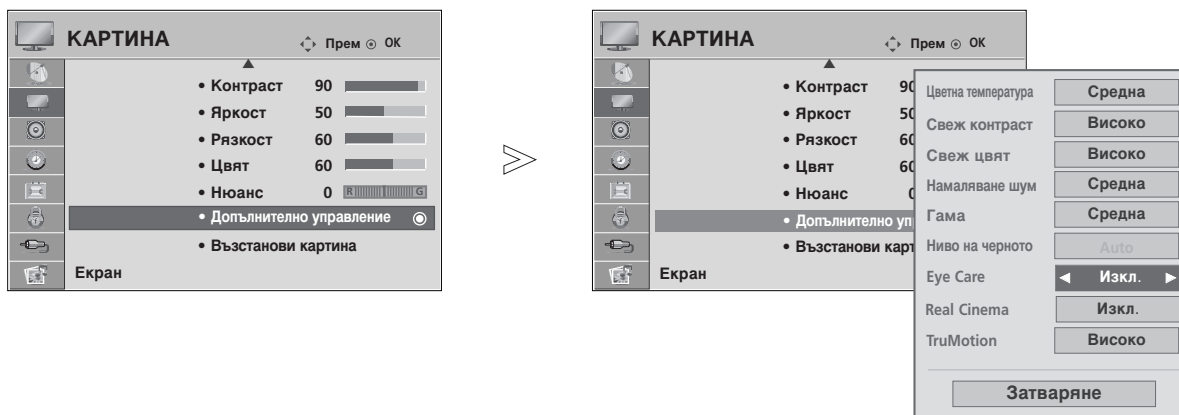 КАРТИНА Прем OK
• Контраст 90
• Яркост 50
• Рязкост 60
• Цвят 60
• Нюанс 0 R G
• Допълнително управление
• Възстанови картина
Екран
КАРТИНА Прем OK
• Контраст 90
• Яркост 50
• Рязкост 60
• Цвят 60
• Нюанс 0
• Допълнително уп
• Възстанови карт
Екран
Цветна температура Средна
Свеж контраст Високо
Свеж цвят Високо
Намаляване шум Средна
Гама Средна
Ниво на черното Auto
Eye Care ◄ Изкл. ►
Real Cinema Изкл.
TruMotion Високо
Затваряне